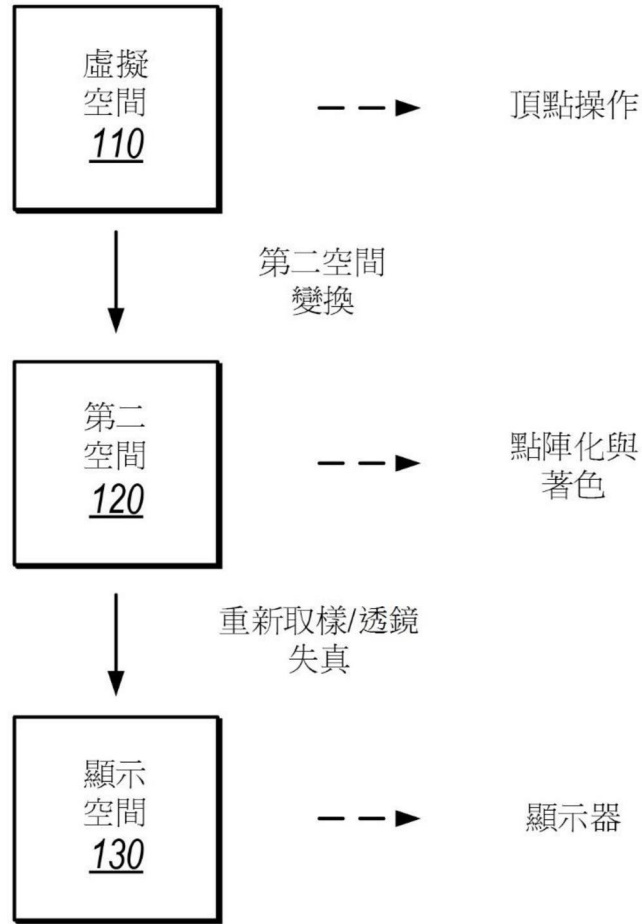 虛擬
空間
110
頂點操作
第二空間
變換
第二
空間
120
點陣化與
著色
重新取樣/透鏡
失真
顯示
空間
130
顯示器